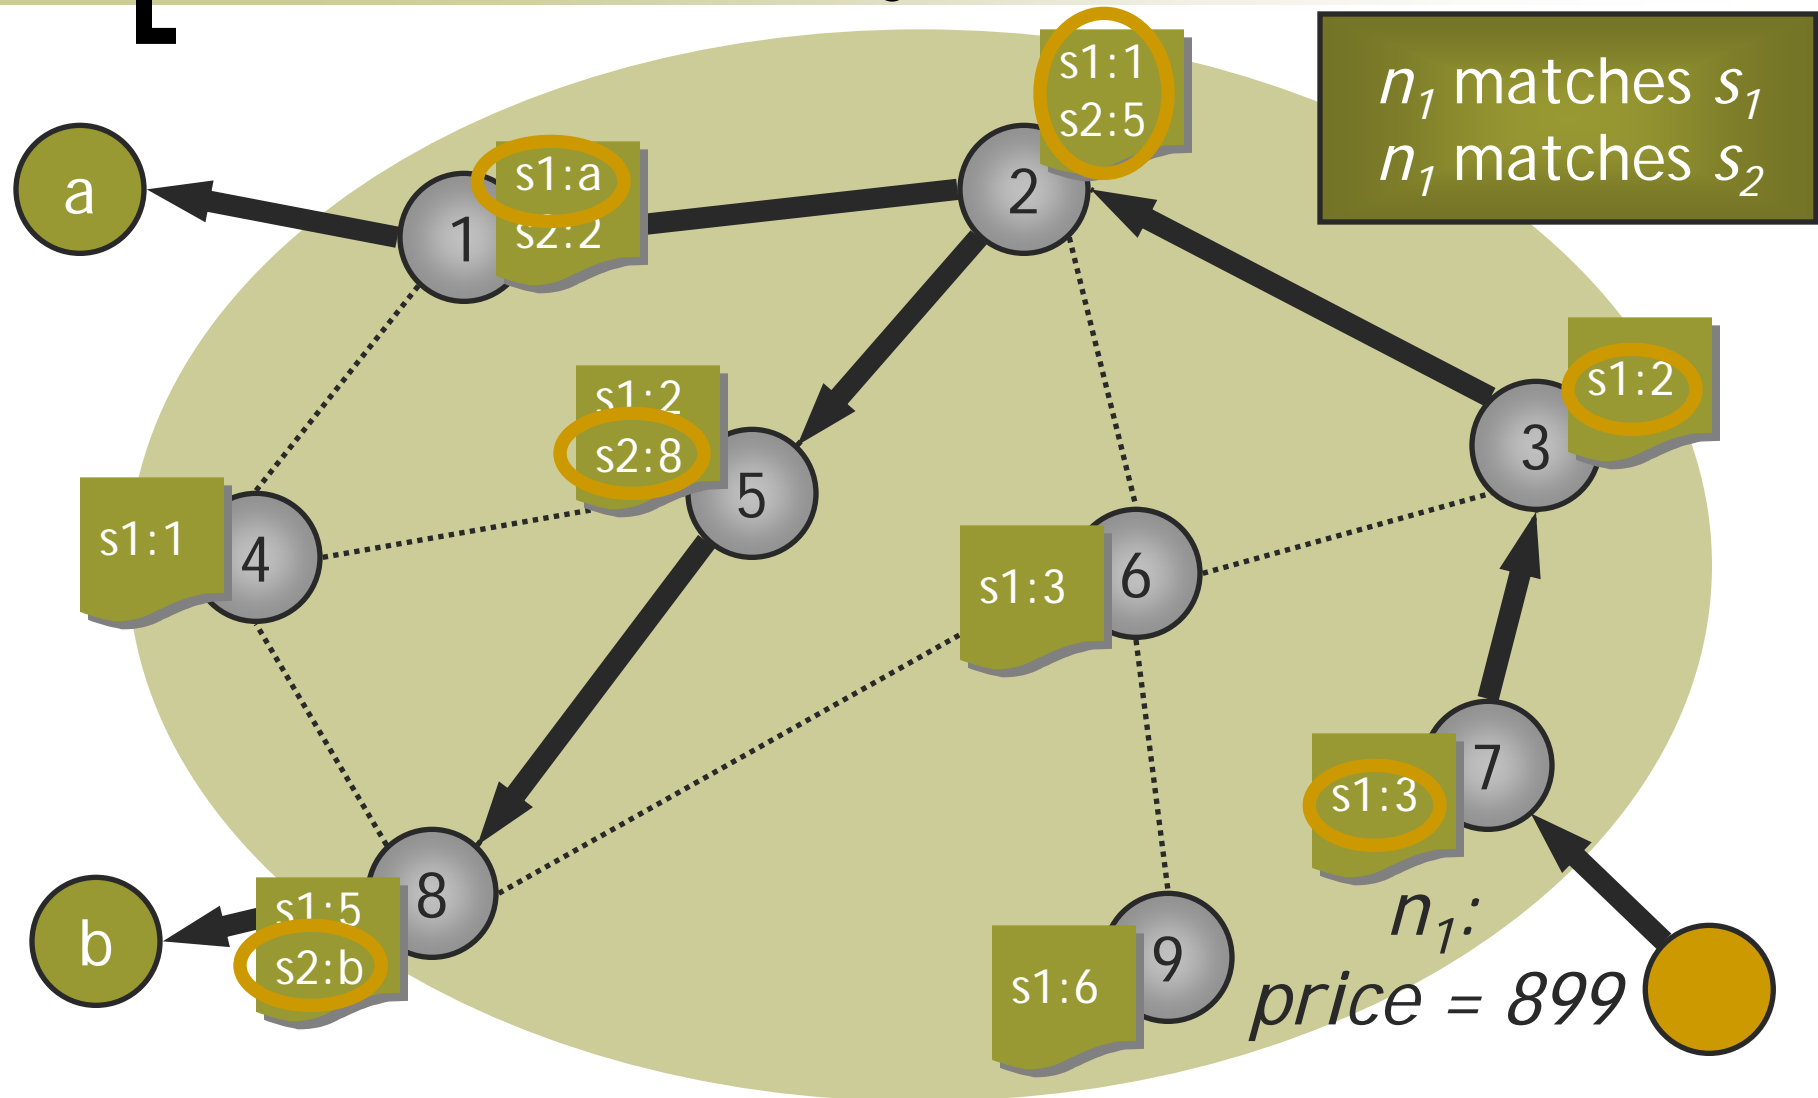 s1:1
s2:5
n1 matches s1
n1 matches s2
a
s1:a
s2:2
1
2
s1:2
s2:8
5
s1:2
3
s1:1
4
s1:3
6
s1:3
7
s1:5
s2:b
8
b
s1:6
9
n1:
price = 899